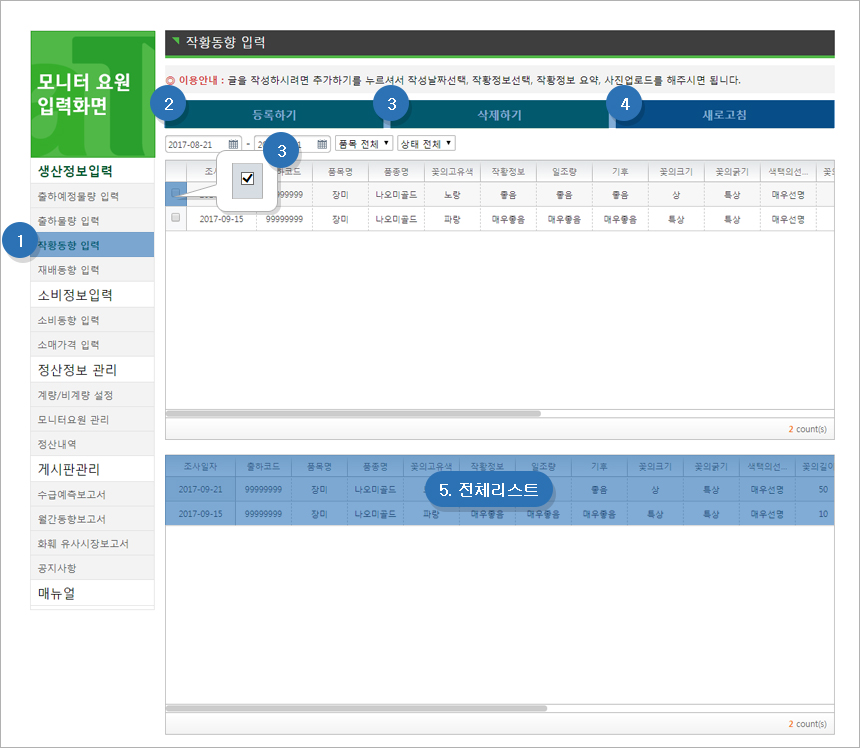 모니터 요원
입력화면
생산정보입력
출하예정물량 입력
출하물량 입력
1
작황동향 입력
재배동향 입력
소비정보입력
소비동향 입력
소매가격 입력
정산정보 관리
계량/비계량 설정
모니터요원 관리
정산내역
게시판관리
수급예측보고서
월간동향보고서
화훼 유사시장보고서
공지사항
매뉴얼
작황동향 입력
◎ 이용안내 : 글을 작성하시려면 추가하기를 누르셔서 작성날짜선택, 작황정보선택, 작황정보 요약, 사진업로드를 해주시면 됩니다.
2 등록하기 3 삭제하기 4 새로고침
2017-08-21 - 품목 전체 ▼ 상태 전체 ▼
3
품목명 품종명 꽃의고유색 작황정보 일조량 기후 꽃의크기 꽃의굵기 색택의선...
장미 나오미골드 노랑 좋음 좋음 좋음 상 특상 매우선명
2017-09-15 99999999 장미 나오미골드 파랑 매우좋음 매우좋음 매우좋음 특상 특상 매우선명
2 count(s)
조사일자 출하코드 품목명 품종명 꽃의고유색 작황정보 일조량 기후 꽃의크기 꽃의굵기 색택의선... 꽃의길이
2017-09-21 99999999 장미 나오미골드 좋음 상 특상 매우선명 50
5. 전체리스트
2017-09-15 99999999 장미 나오미골드 파랑 매우좋음 매우좋음 매우좋음 특상 특상 매우선명 10
2 count(s)